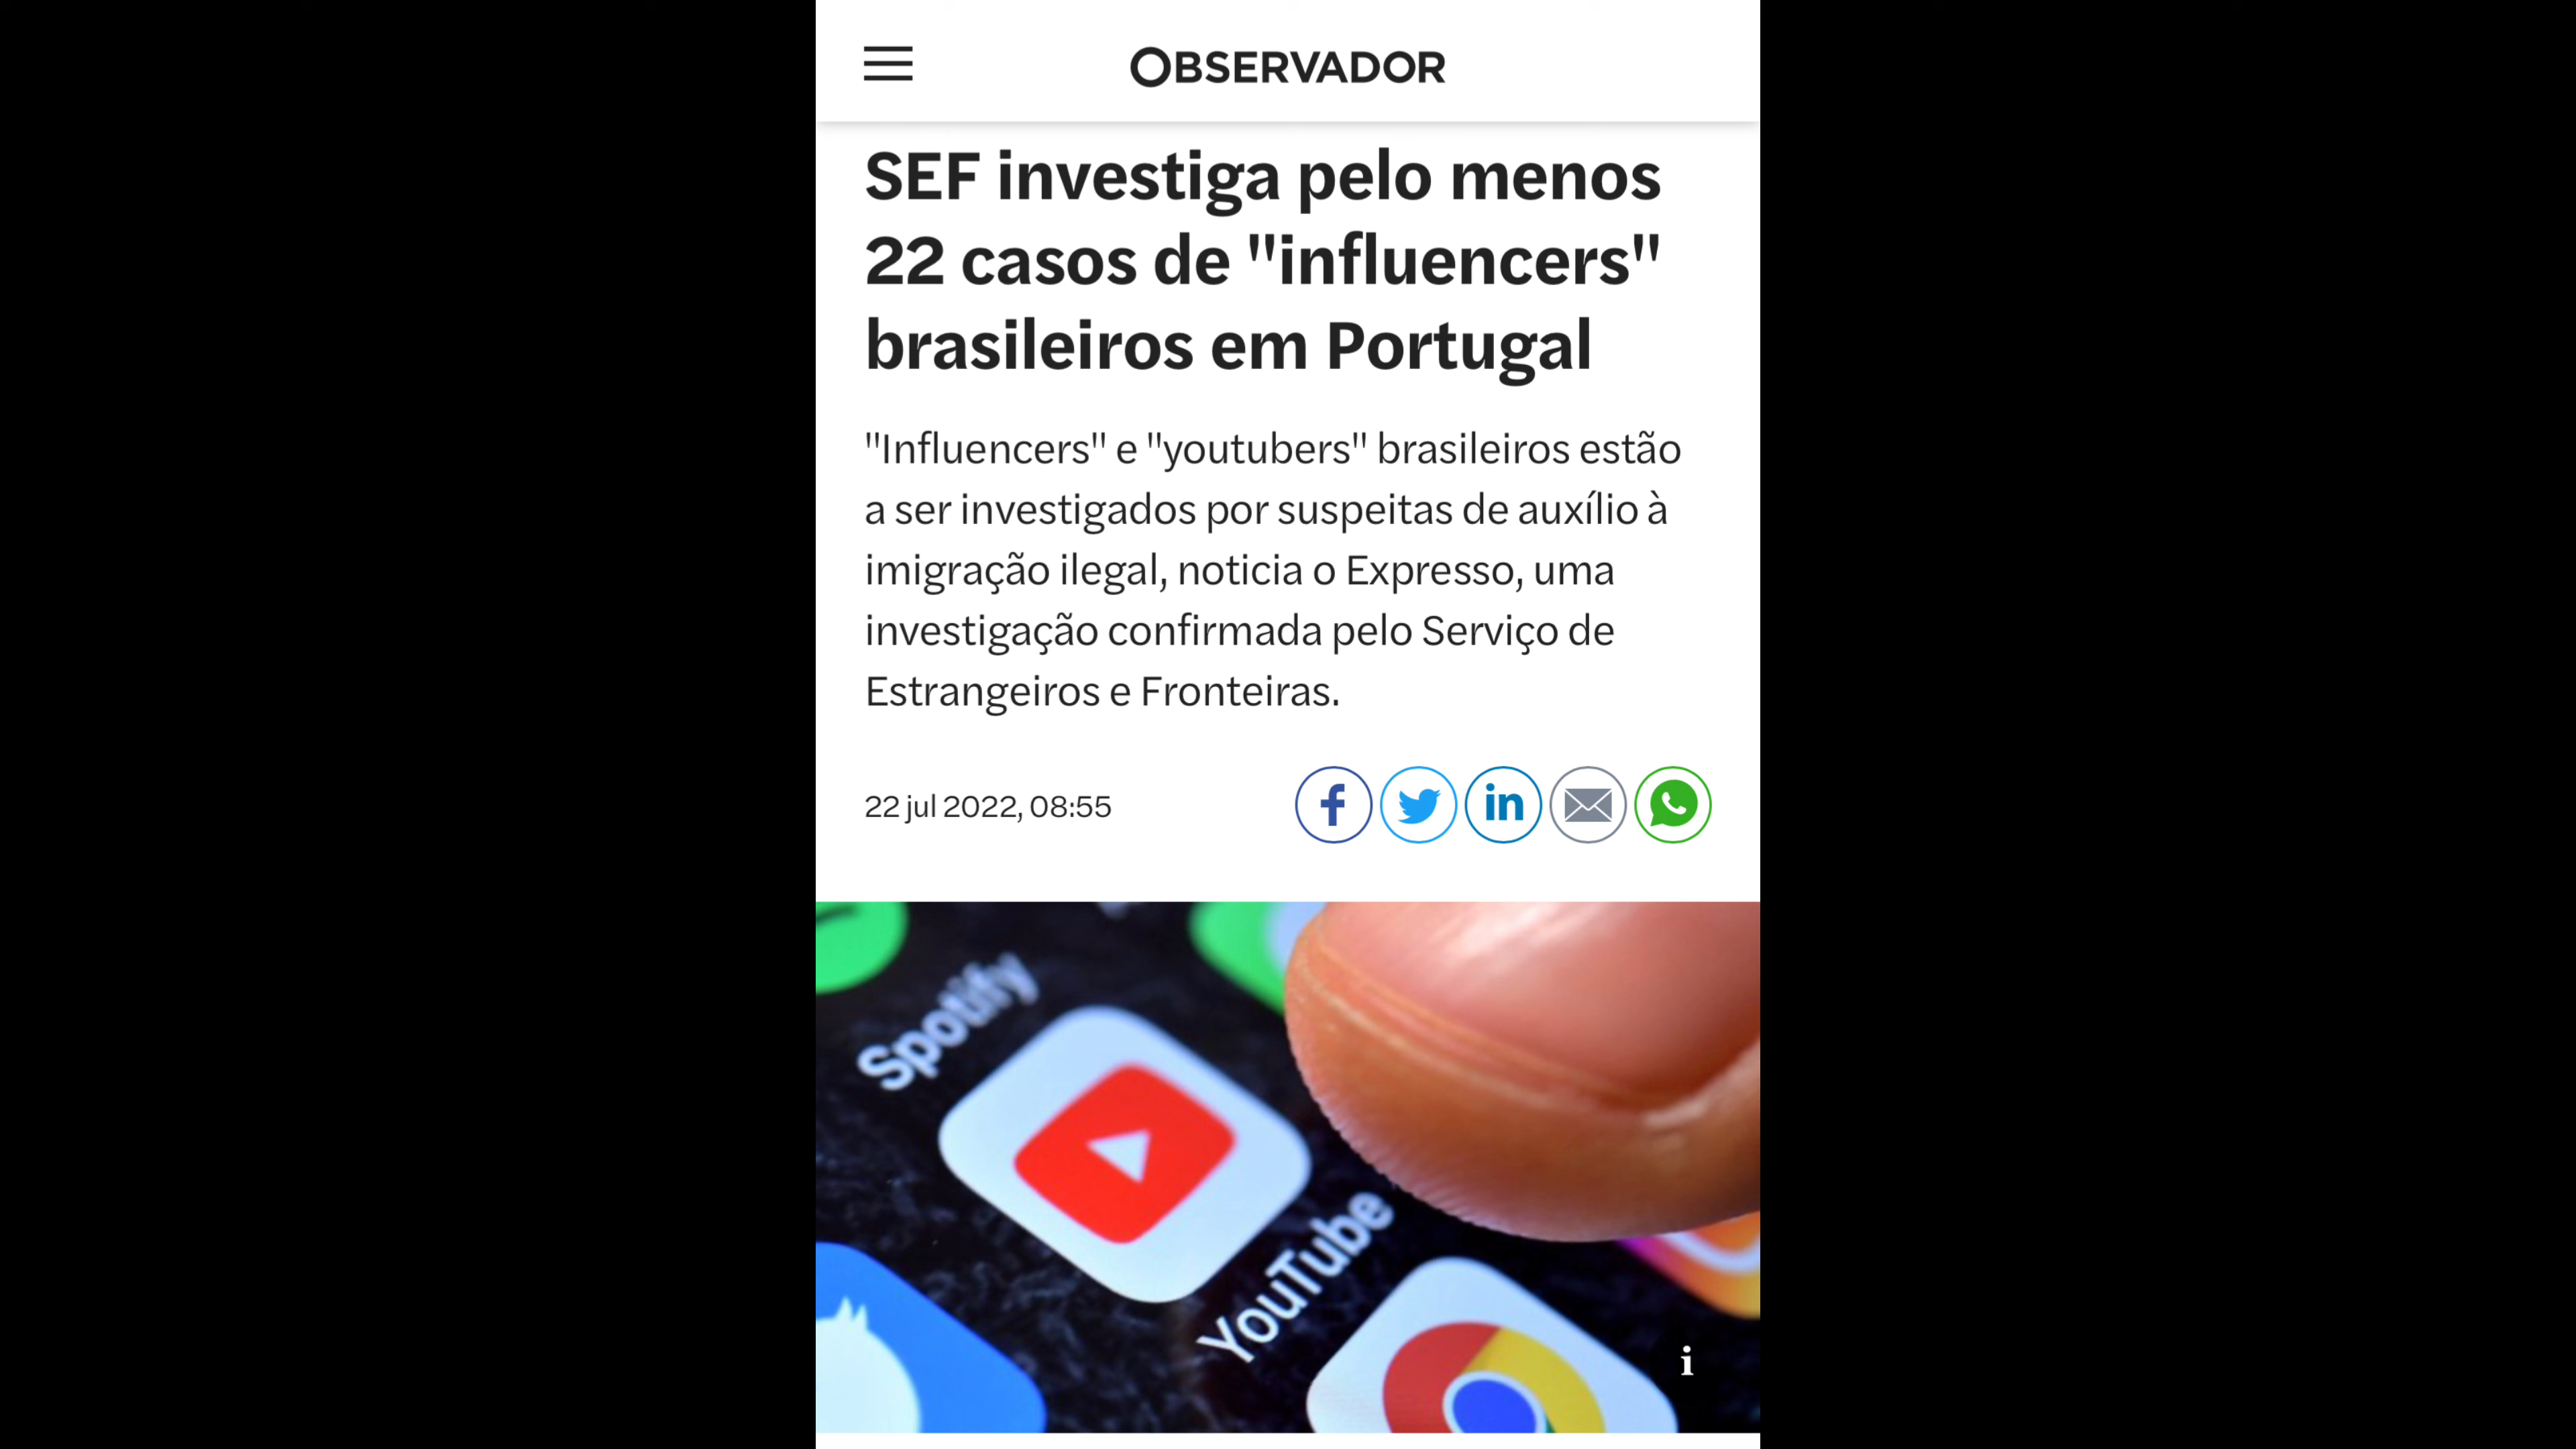 OBSERVADOR
SEF investiga pelo menos
22 casos de "influencers"
brasileiros em Portugal
"Influencers" e "youtubers" brasileiros estão
a ser investigados por suspeitas de auxílio à
imigração ilegal, noticia o Expresso, uma
investigação confirmada pelo Serviço de
Estrangeiros e Fronteiras.
22 jul 2022, 08:55
f
in
Spotify
YouTube
i